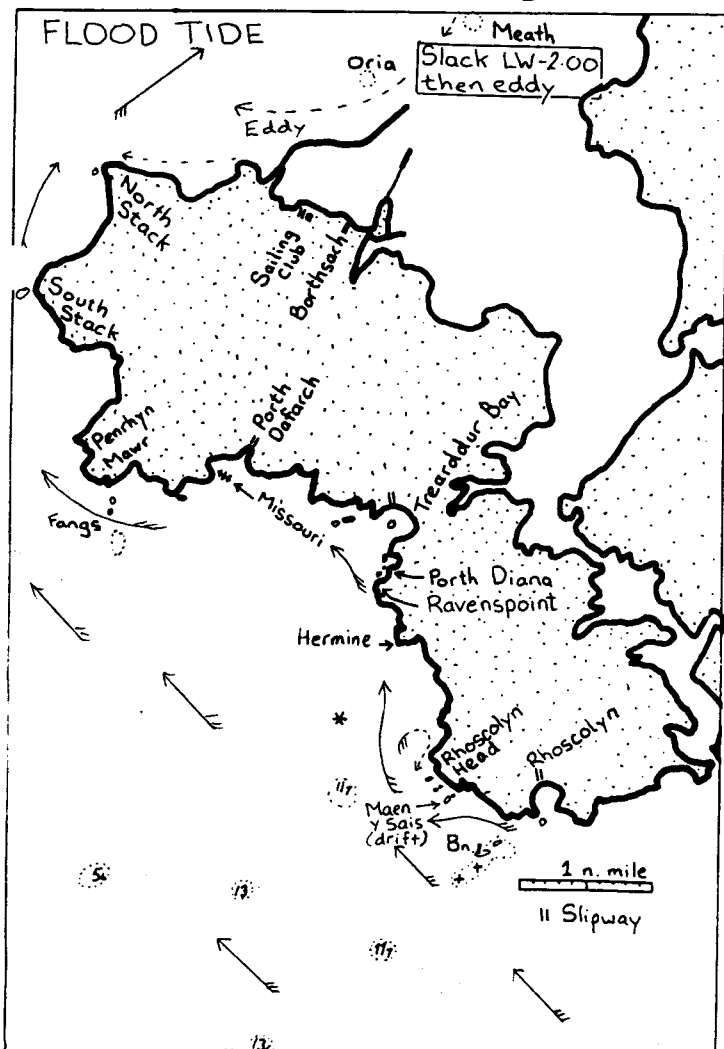 FLOOD TIDE
Meath
Slack LW-2.00
then eddy
Oria
Eddy
North
Stack
Sailing
Club
Borthsach
South
Stack
Porth
Dafarch
Trearddur Bay
Penrhyn
Mawr
Missouri
Fangs
Porth Diana
Ravenspoint
Hermine
Rhoscolyn
Head
Rhoscolyn
Maen
y Sais
(drift)
Bn
1 n. mile
Slipway
13